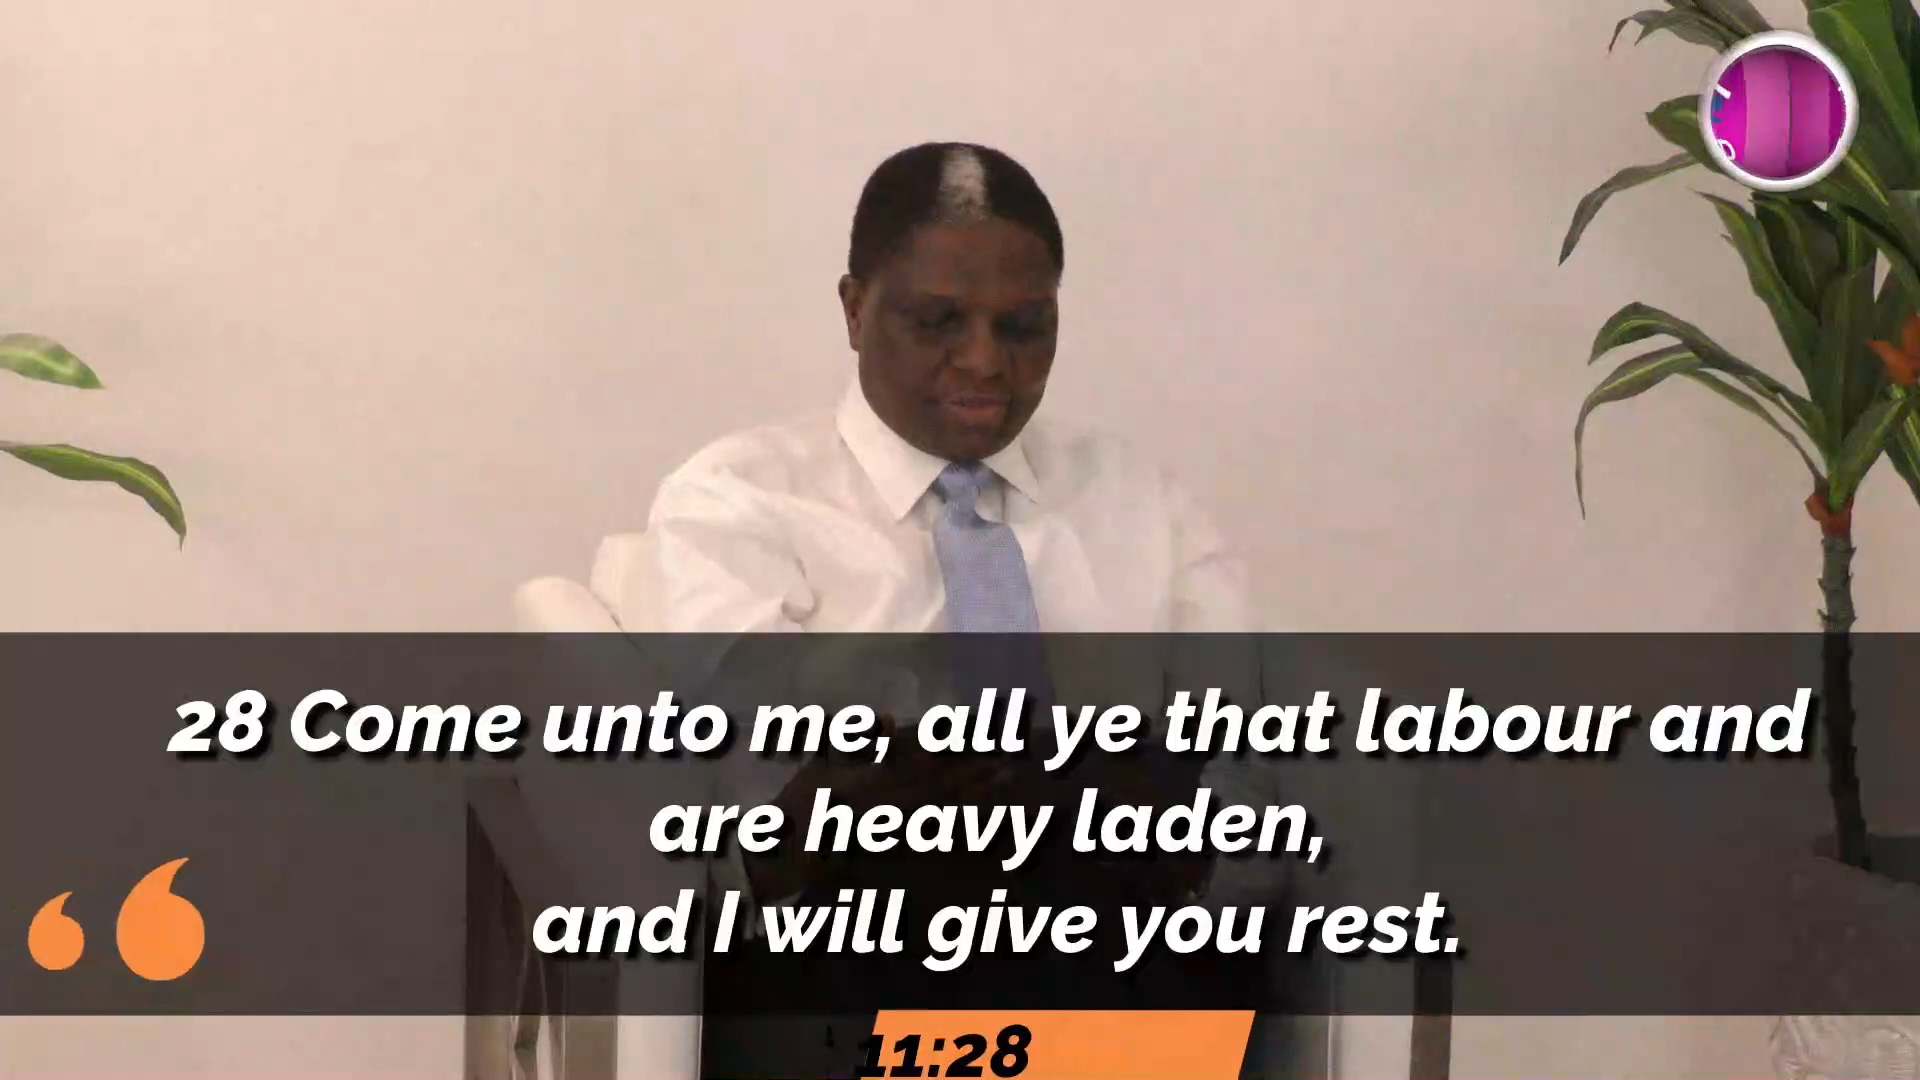 28 Come unto me, all ye that labour and
are heavy laden,
and I will give you rest.
11:28